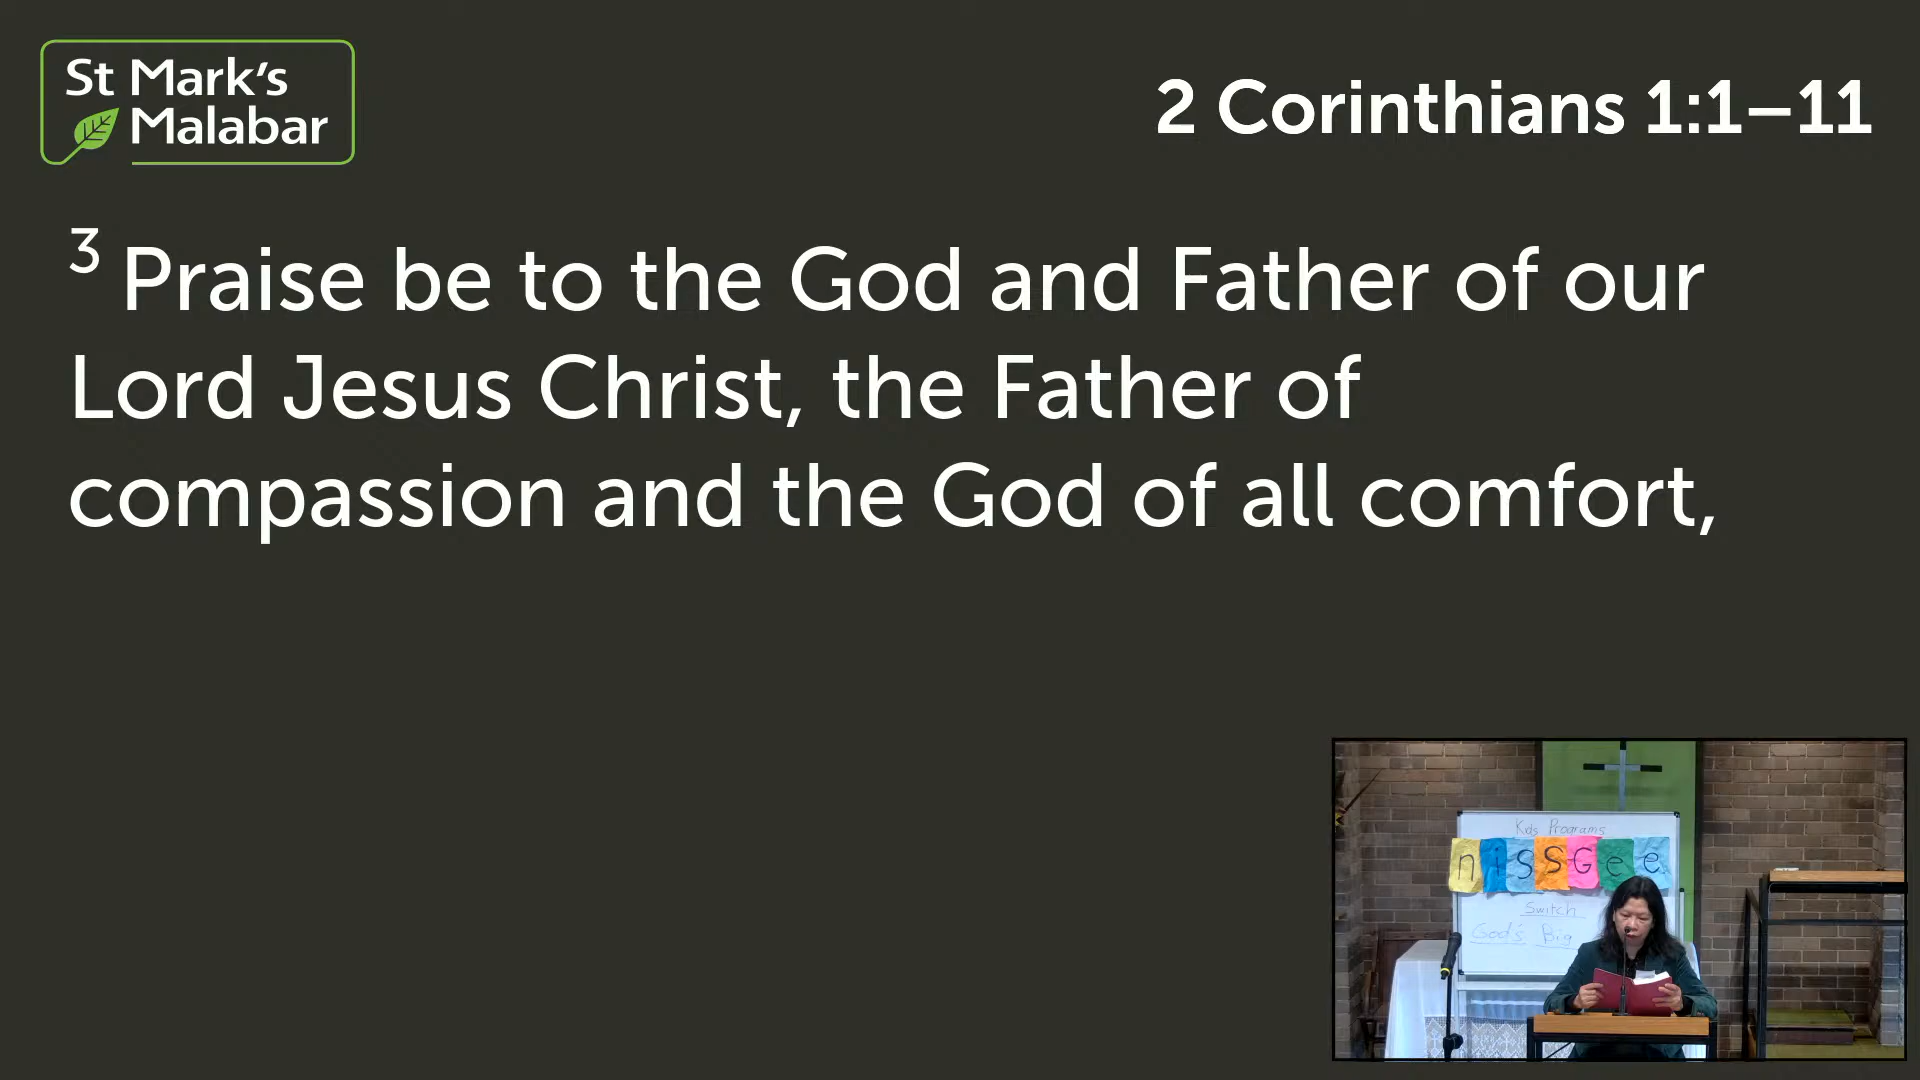 St Mark's
Malabar
2 Corinthians 1:1–11
3 Praise be to the God and Father of our
Lord Jesus Christ, the Father of
compassion and the God of all comfort,
Kids Programs
nissGee
Switch
God's Big